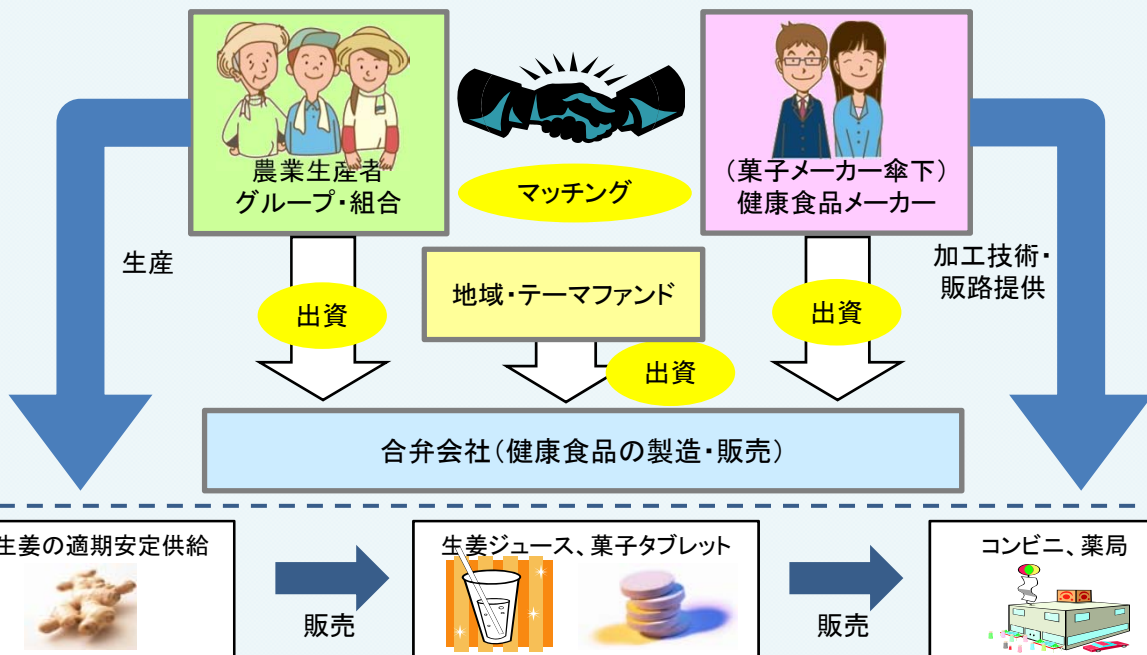 農業生産者
グループ・組合
マッチング
（菓子メーカー傘下）
健康食品メーカー
生産
加工技術・
販路提供
出資
地域・テーマファンド
出資
出資
合弁会社（健康食品の製造・販売）
生姜の適期安定供給
販売
生姜ジュース、菓子タブレット
販売
コンビニ、薬局